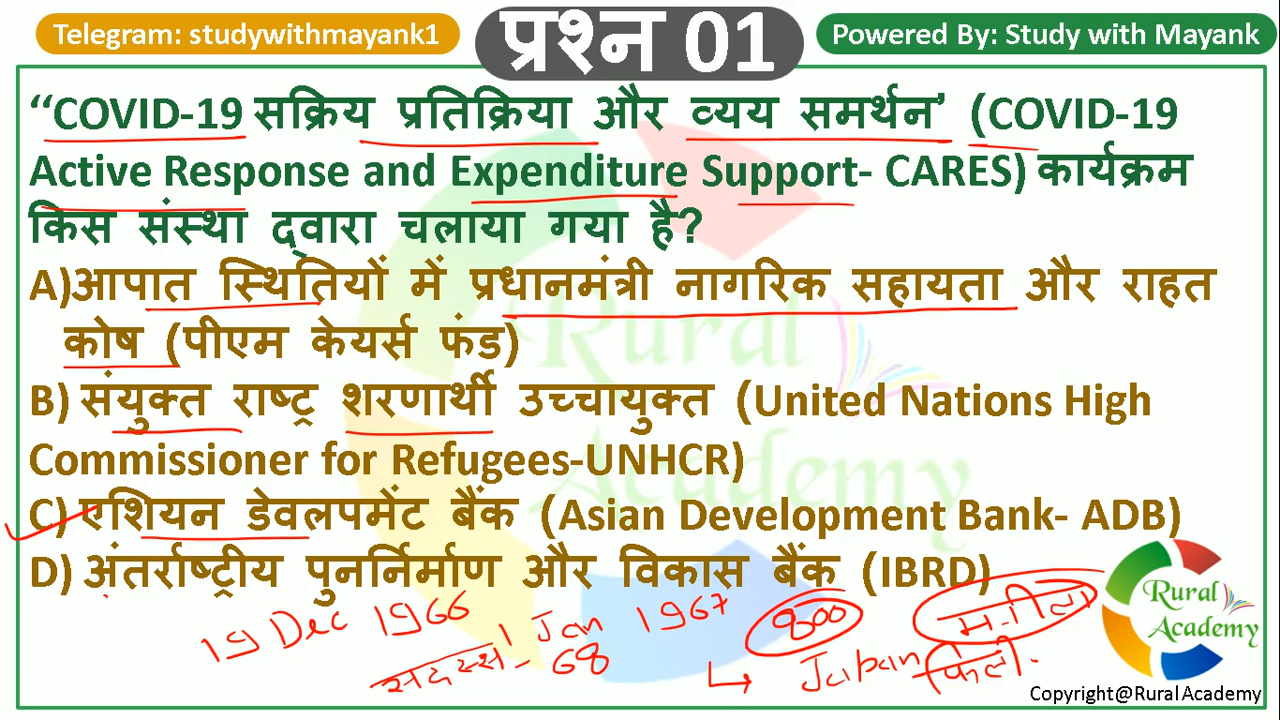 Telegram: studywithmayank1
प्रश्न 01
Powered By: Study with Mayank
“COVID-19 सक्रिय प्रतिक्रिया और व्यय समर्थन’ (COVID-19
Active Response and Expenditure Support- CARES) कार्यक्रम
किस संस्था द्वारा चलाया गया है?
A)आपात स्थितियों में प्रधानमंत्री नागरिक सहायता और राहत
कोष (पीएम केयर्स फंड)
B) संयुक्त राष्ट्र शरणार्थी उच्चायुक्त (United Nations High
Commissioner for Refugees-UNHCR)
C) एशियन डेवलपमेंट बैंक (Asian Development Bank- ADB)
D) अंतर्राष्ट्रीय पुनर्निर्माण और विकास बैंक (IBRD)
Rural
Academy
19 Dec 1966
1 Jan 1967
सदस्य - 68
Japan
Rural
Academy
Copyright@Rural Academy